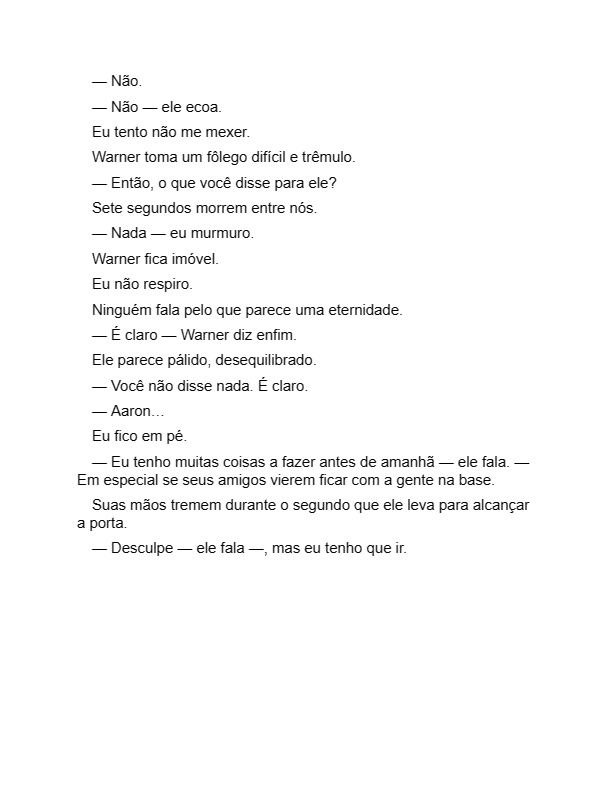 — Não.
— Não — ele ecoa.
Eu tento não me mexer.
Warner toma um fôlego difícil e trêmulo.
— Então, o que você disse para ele?
Sete segundos morrem entre nós.
— Nada — eu murmuro.
Warner fica imóvel.
Eu não respiro.
Ninguém fala pelo que parece uma eternidade.
— É claro — Warner diz enfim.
Ele parece pálido, desequilibrado.
— Você não disse nada. É claro.
— Aaron…
Eu fico em pé.
— Eu tenho muitas coisas a fazer antes de amanhã — ele fala. —
Em especial se seus amigos vierem ficar com a gente na base.
Suas mãos tremem durante o segundo que ele leva para alcançar
a porta.
— Desculpe — ele fala —, mas eu tenho que ir.